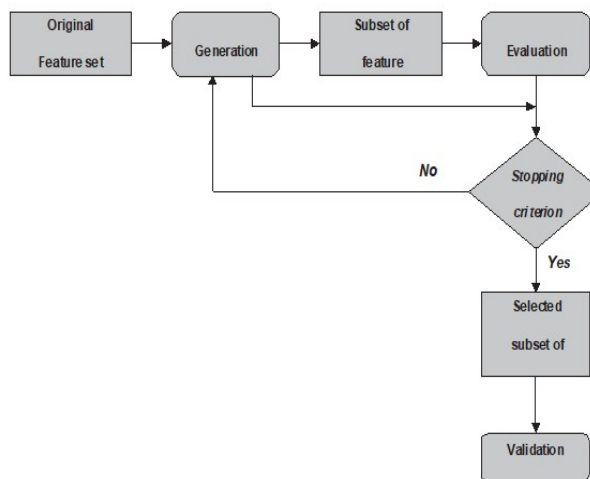 Original
Feature set
Generation
Subset of
feature
Evaluation
Stopping
criterion
No
Yes
Selected
subset of
Validation